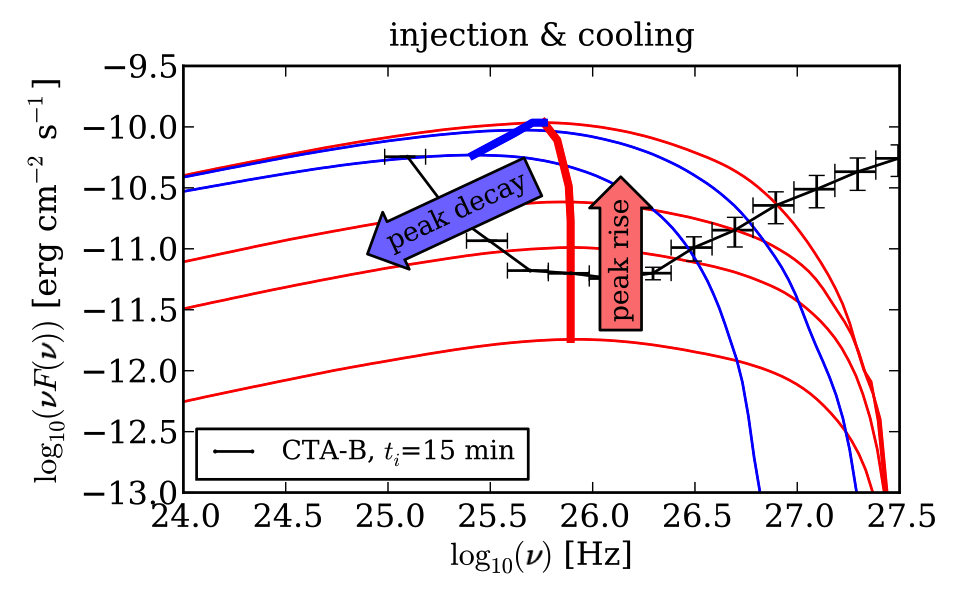 injection & cooling
−9.5
−10.0
−10.5
−11.0
−11.5
−12.0
−12.5
−13.0
log₁₀(νF(ν)) [erg cm⁻² s⁻¹]
peak decay
peak rise
CTA-B, tᵢ=15 min
24.0 24.5 25.0 25.5 26.0 26.5 27.0 27.5
log₁₀(ν) [Hz]